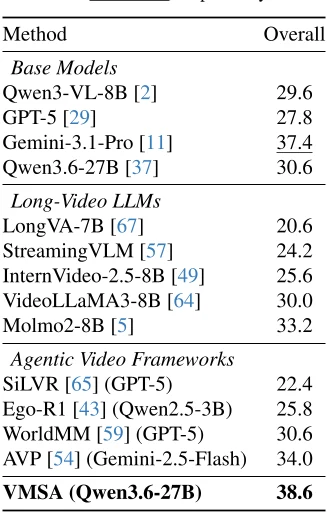 Method Overall
Base Models
Qwen3-VL-8B [2] 29.6
GPT-5 [29] 27.8
Gemini-3.1-Pro [11] 37.4
Qwen3.6-27B [37] 30.6
Long-Video LLMs
LongVA-7B [67] 20.6
StreamingVLM [57] 24.2
InternVideo-2.5-8B [49] 25.6
VideoLLaMA3-8B [64] 30.0
Molmo2-8B [5] 33.2
Agentic Video Frameworks
SiLVR [65] (GPT-5) 22.4
Ego-R1 [43] (Qwen2.5-3B) 25.8
WorldMM [59] (GPT-5) 30.6
AVP [54] (Gemini-2.5-Flash) 34.0
VMSA (Qwen3.6-27B) 38.6